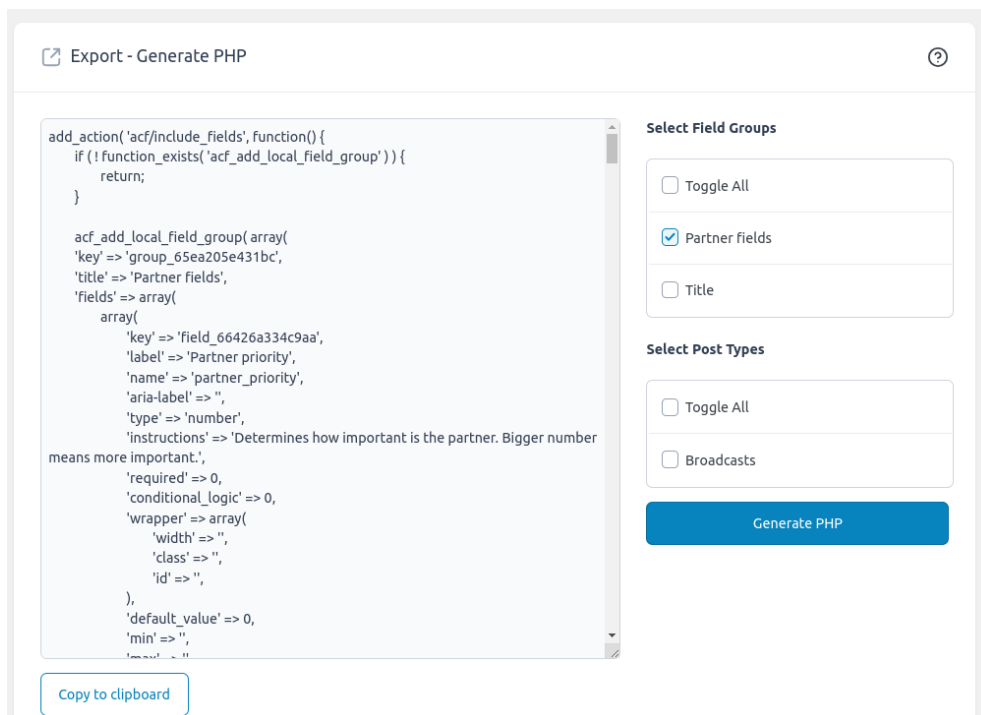 Export - Generate PHP
add_action( 'acf/include_fields', function() {
if ( ! function_exists( 'acf_add_local_field_group' ) ) {
return;
}
acf_add_local_field_group( array(
'key' => 'group_65ea205e431bc',
'title' => 'Partner fields',
'fields' => array(
array(
'key' => 'field_66426a334c9aa',
'label' => 'Partner priority',
'name' => 'partner_priority',
'aria-label' => '',
'type' => 'number',
'instructions' => 'Determines how important is the partner. Bigger number
means more important.',
'required' => 0,
'conditional_logic' => 0,
'wrapper' => array(
'width' => '',
'class' => '',
'id' => '',
),
'default_value' => 0,
'min' => '',
Copy to clipboard
Select Field Groups
Toggle All
Partner fields
Title
Select Post Types
Toggle All
Broadcasts
Generate PHP